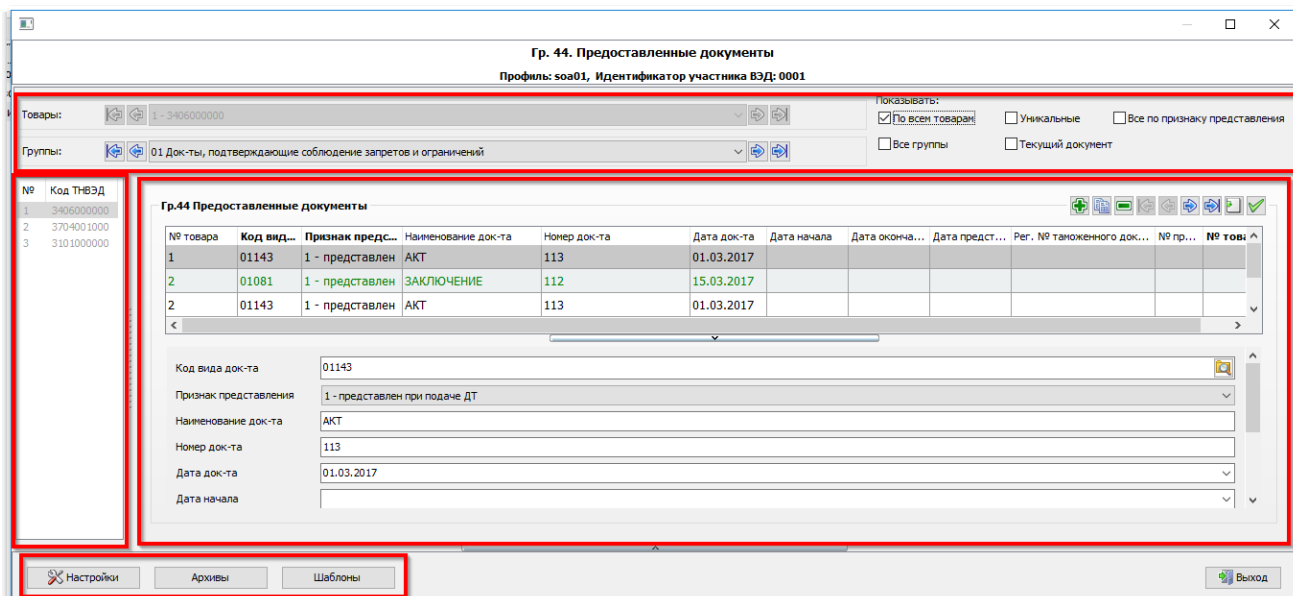 Гр. 44. Предоставленные документы
Профиль: soa01, Идентификатор участника ВЭД: 0001
Товары: 1 - 3406000000
Показывать:
По всем товарам Уникальные Все по признаку представления
Группы: 01 Док-ты, подтверждающие соблюдение запретов и ограничений
Все группы Текущий документ
№ Код ТНВЭД
1 3406000000
2 3704001000
3 3101000000
Гр.44 Предоставленные документы
№ товара Код вид... Признак предс... Наименование док-та Номер док-та Дата док-та Дата начала Дата оконча... Дата предст... Рег. № таможенного док... № пр... № това
1 01143 1 - представлен АКТ 113 01.03.2017
2 01081 1 - представлен ЗАКЛЮЧЕНИЕ 112 15.03.2017
2 01143 1 - представлен АКТ 113 01.03.2017
Код вида док-та 01143
Признак представления 1 - представлен при подаче ДТ
Наименование док-та АКТ
Номер док-та 113
Дата док-та 01.03.2017
Дата начала
Настройки Архивы Шаблоны Выход